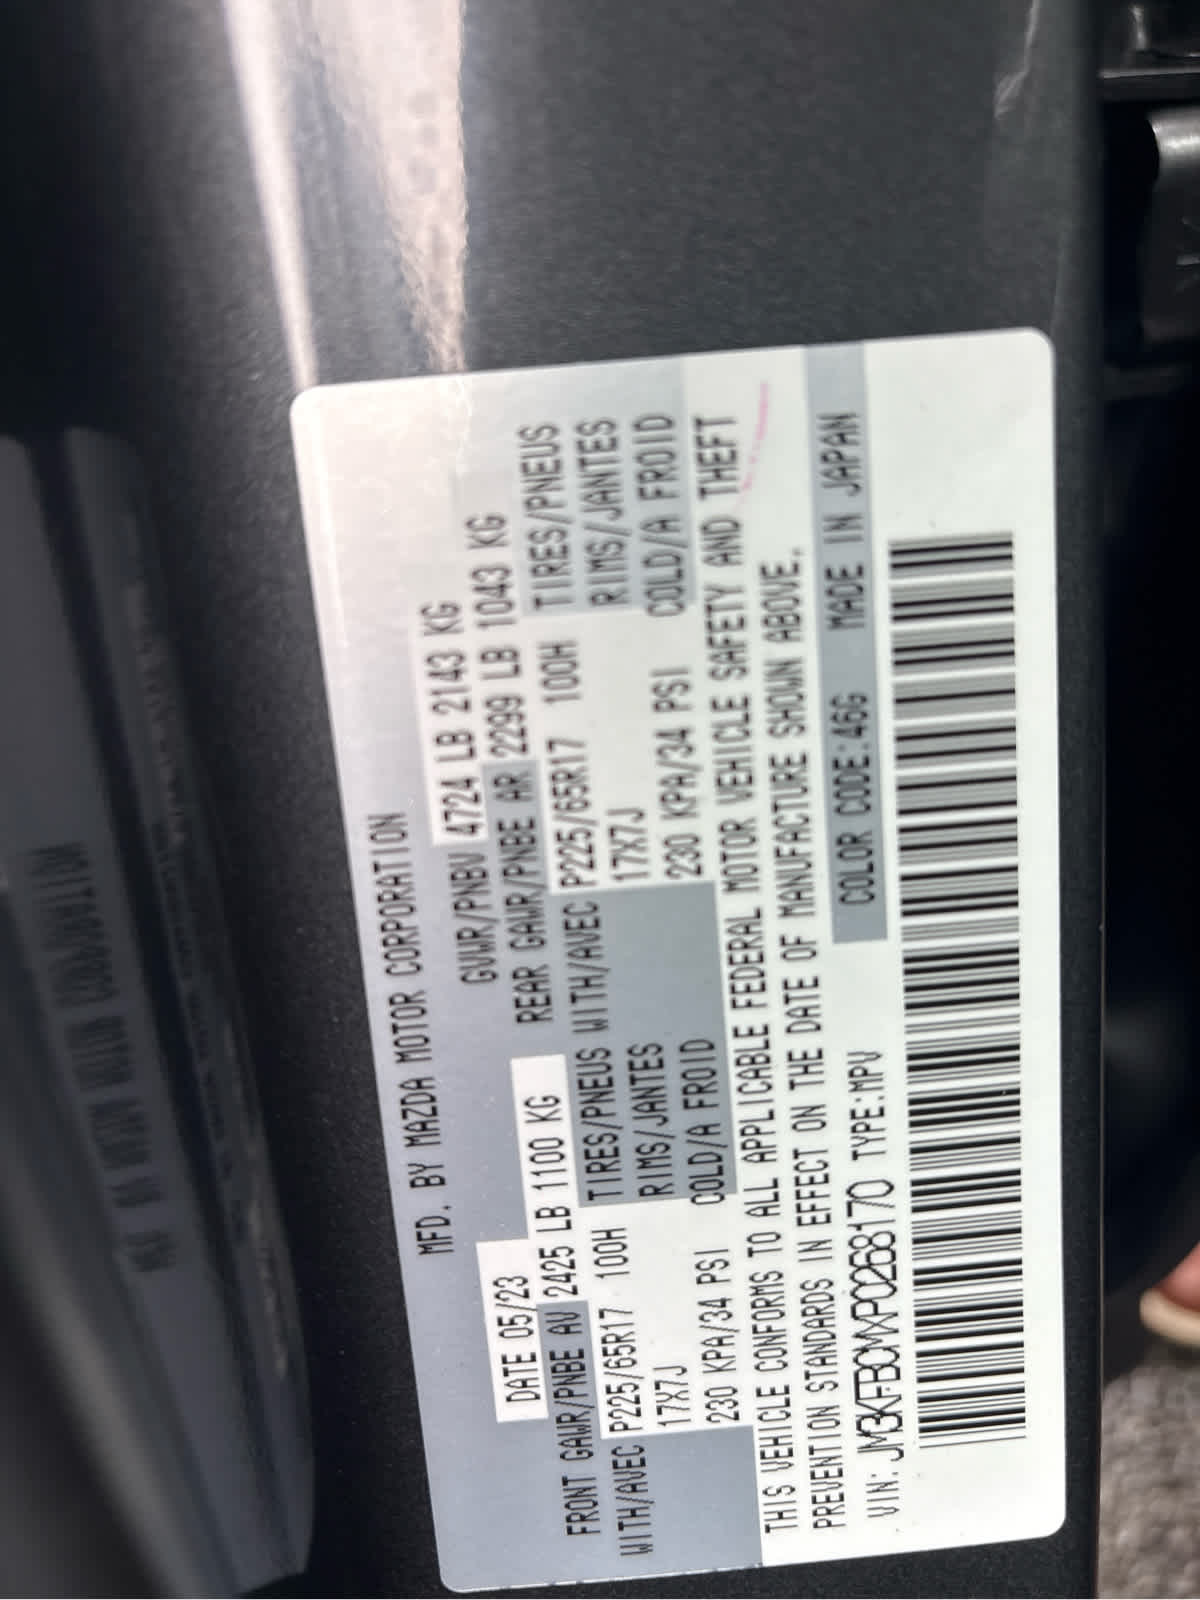 MFD. BY MAZDA MOTOR CORPORATION
DATE 05/23 GVWR/PNBV 4724 LB 2143 KG
FRONT GAWR/PNBE AV 2425 LB 1100 KG REAR GAWR/PNBE AR 2299 LB 1043 KG
WITH/AVEC P225/65R17 100H TIRES/PNEUS WITH/AVEC P225/65R17 100H TIRES/PNEUS
17X7J RIMS/JANTES 17X7J RIMS/JANTES
230 KPA/34 PSI COLD/A FROID 230 KPA/34 PSI COLD/A FROID
THIS VEHICLE CONFORMS TO ALL APPLICABLE FEDERAL MOTOR VEHICLE SAFETY AND THEFT
PREVENTION STANDARDS IN EFFECT ON THE DATE OF MANUFACTURE SHOWN ABOVE.
VIN: JM3KFBCMXP0268170 TYPE:MPV COLOR CODE:46G MADE IN JAPAN